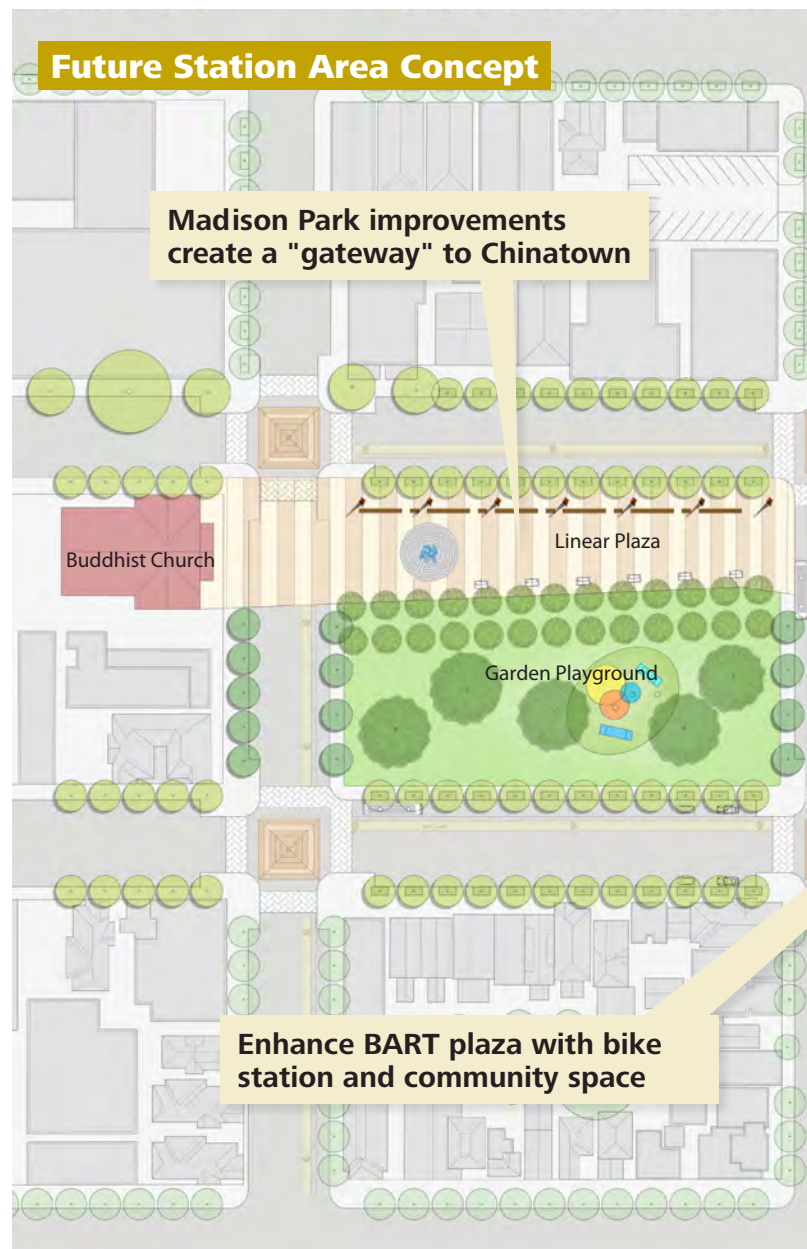 Future Station Area Concept
Madison Park improvements
create a "gateway" to Chinatown
Linear Plaza
Buddhist Church
Garden Playground
Enhance BART plaza with bike
station and community space